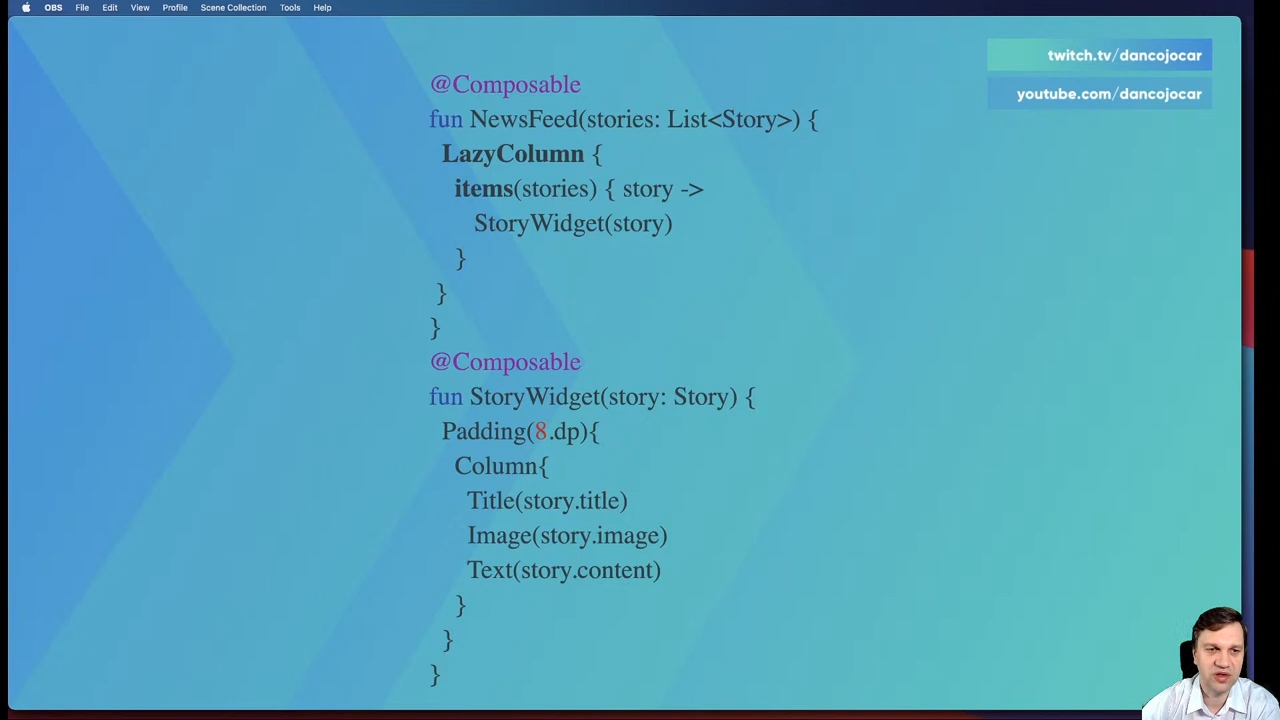 OBS File Edit View Profile Scene Collection Tools Help
twitch.tv/dancojocar
youtube.com/dancojocar
@Composable
fun NewsFeed(stories: List<Story>) {
LazyColumn {
items(stories) { story ->
StoryWidget(story)
}
}
}
@Composable
fun StoryWidget(story: Story) {
Padding(8.dp){
Column{
Title(story.title)
Image(story.image)
Text(story.content)
}
}
}